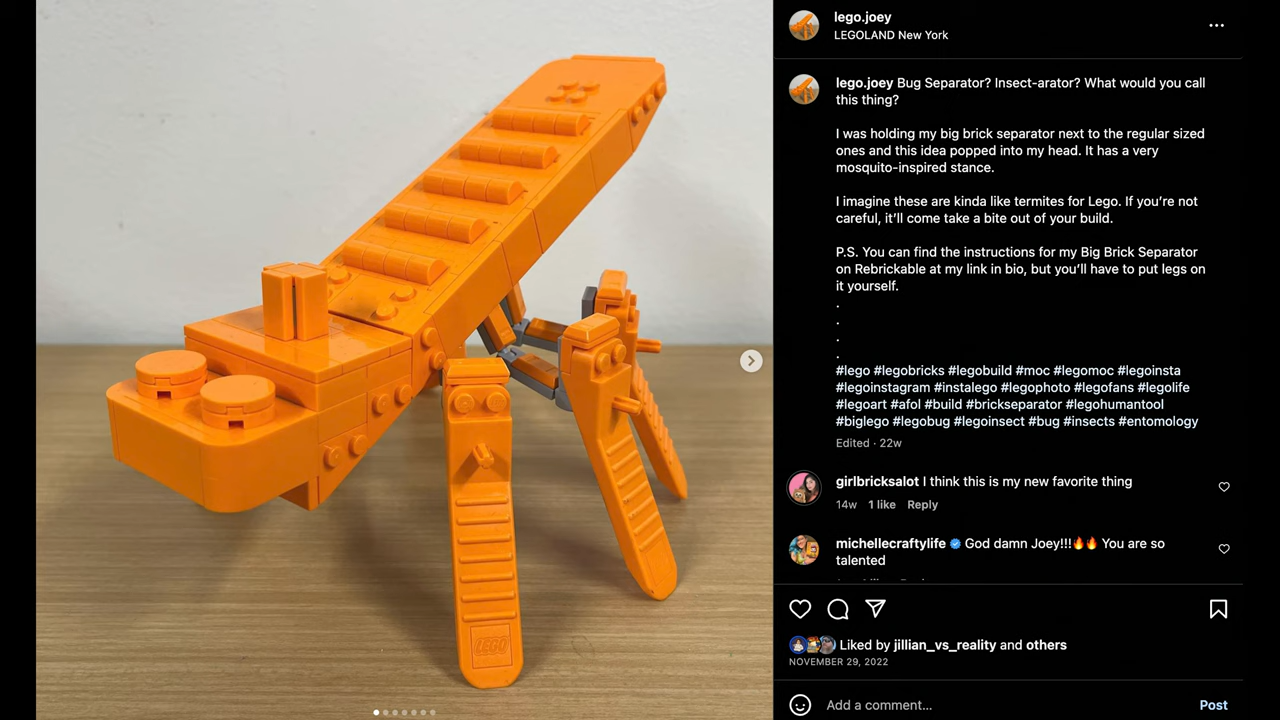 lego.joey
LEGOLAND New York
lego.joey Bug Separator? Insect-arator? What would you call
this thing?
I was holding my big brick separator next to the regular sized
ones and this idea popped into my head. It has a very
mosquito-inspired stance.
I imagine these are kinda like termites for Lego. If you’re not
careful, it’ll come take a bite out of your build.
P.S. You can find the instructions for my Big Brick Separator
on Rebrickable at my link in bio, but you’ll have to put legs on
it yourself.
.
.
.
.
#lego #legobricks #legobuild #moc #legomoc #legoinsta
#legoinstagram #instalego #legophoto #legofans #legolife
#legoart #afol #build #brickseparator #legohumantool
#biglego #legobug #legoinsect #bug #insects #entomology
Edited · 22w
girlbricksalot I think this is my new favorite thing
14w 1 like Reply
michellecraftylife God damn Joey!!!🔥🔥 You are so
talented
Liked by jillian_vs_reality and others
NOVEMBER 29, 2022
Add a comment...
Post
LEGO